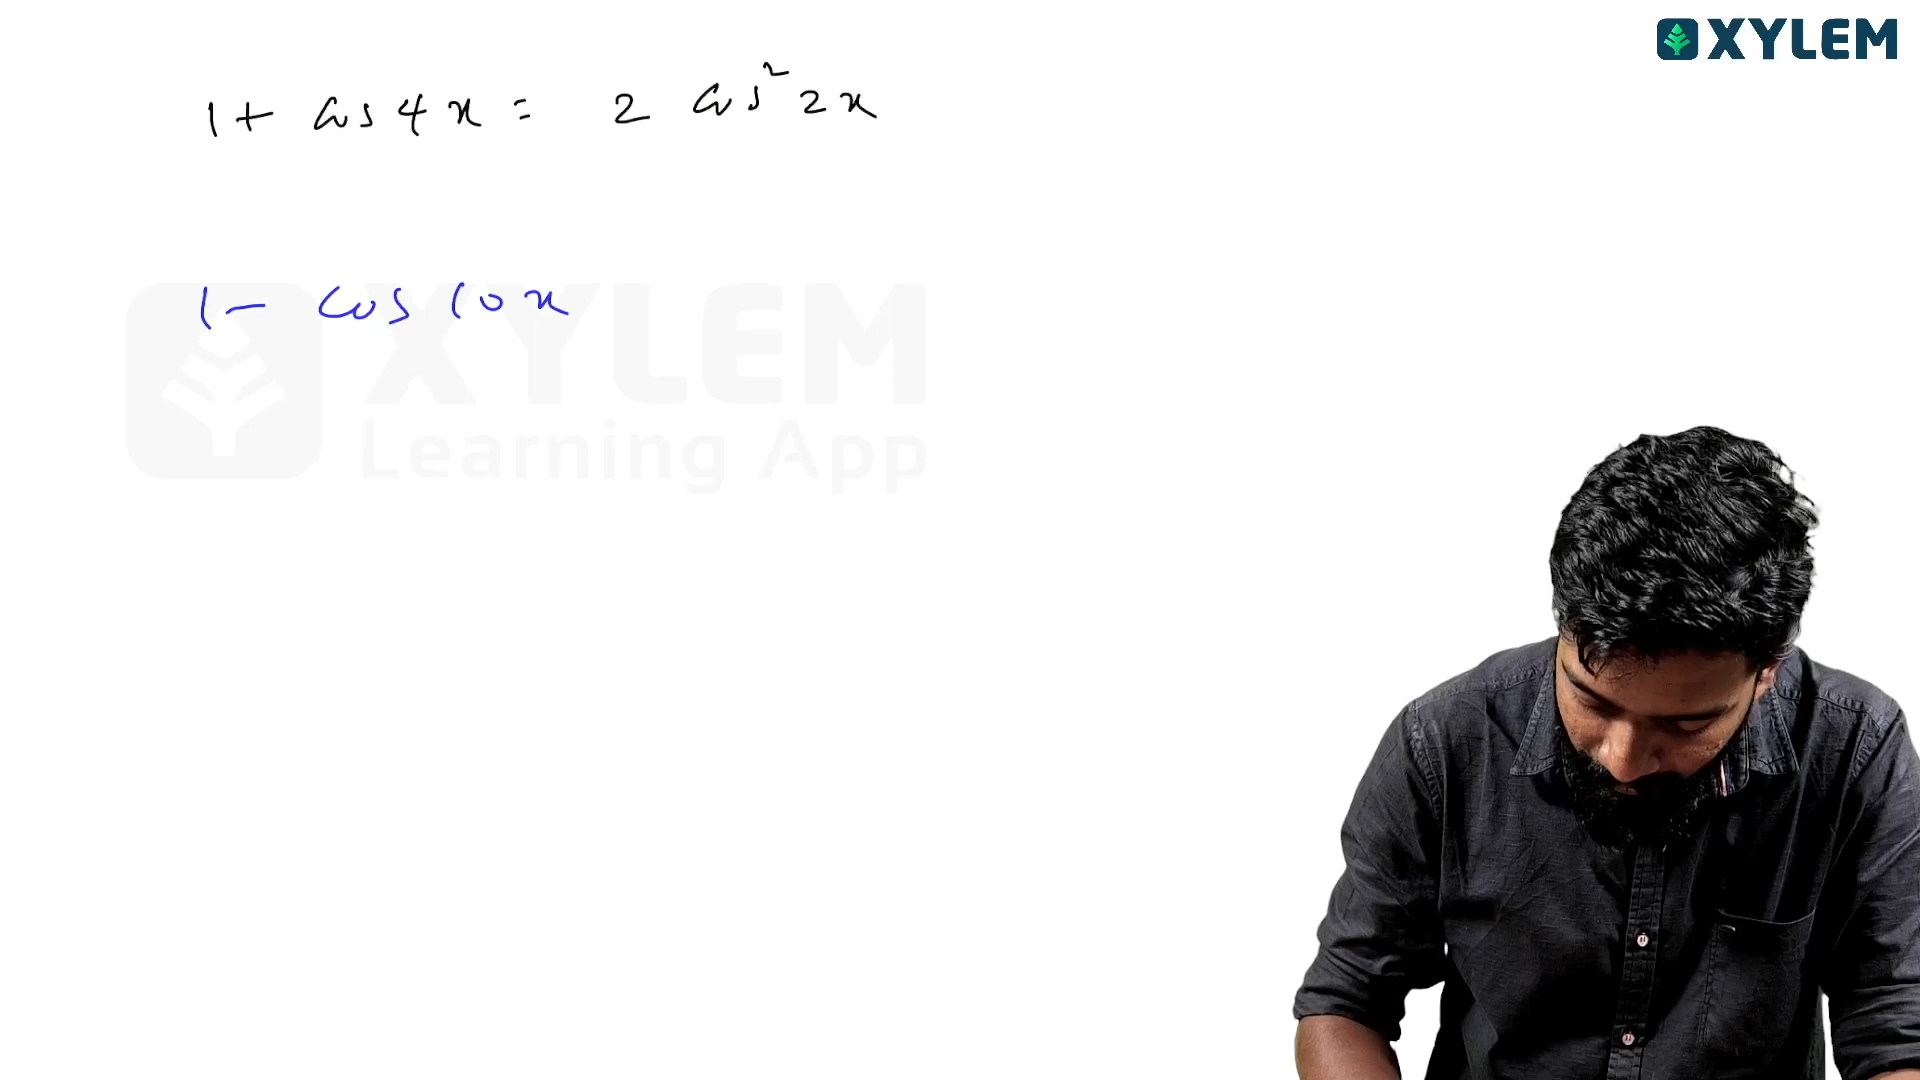 XYLEM
1 + cos 4x = 2 cos² 2x
1 - cos 10x
XYLEM
Learning App